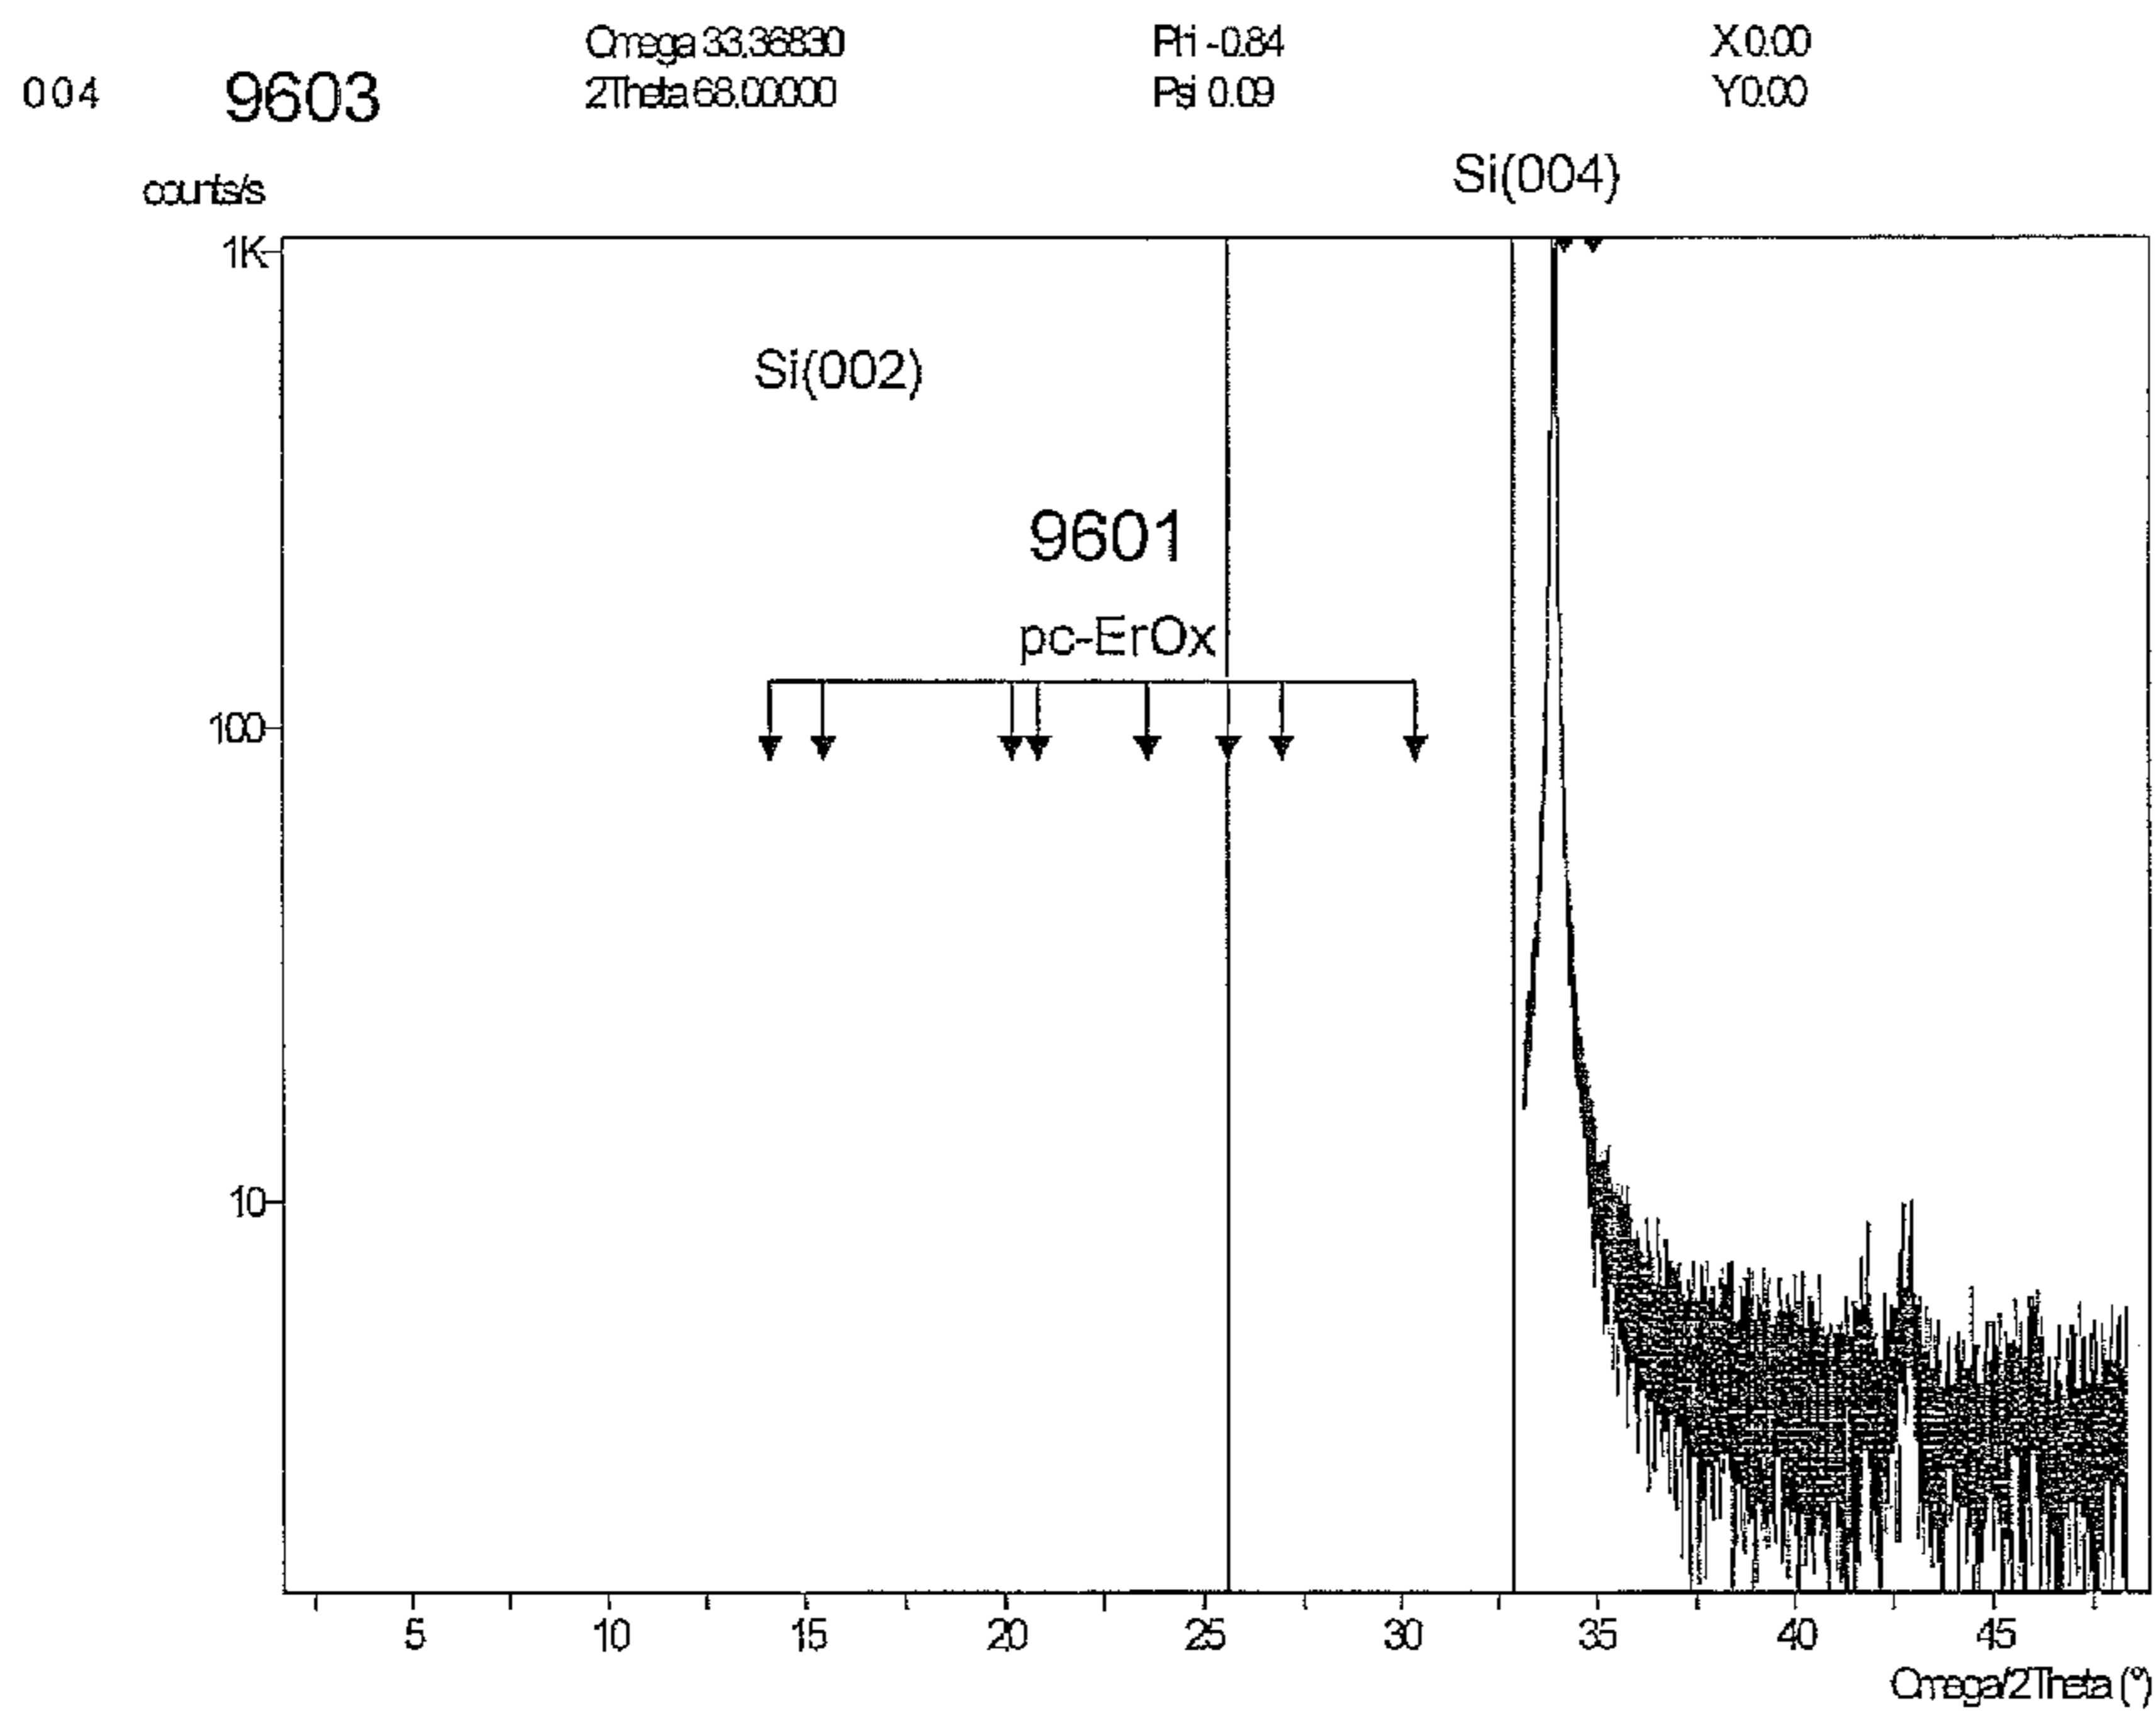 Omega 33.36830 Phi -0.84 X 0.00
004 9603 2Theta 68.00000 Psi 0.09 Y 0.00
counts/s
Si(004)
1K
Si(002)
9601
pc-ErOx
100
10
5 10 15 20 25 30 35 40 45
Omega/2Theta (°)